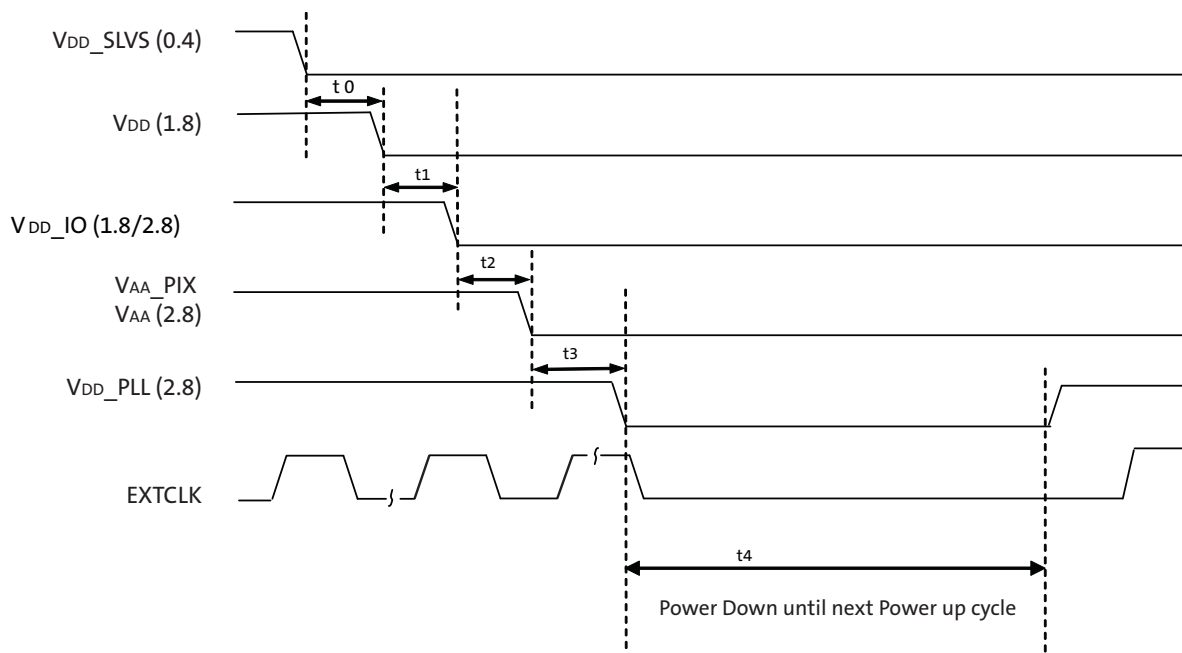 VDD_SLVS (0.4)
t 0
VDD (1.8)
t1
VDD_IO (1.8/2.8)
t2
VAA_PIX
VAA (2.8)
t3
VDD_PLL (2.8)
EXTCLK
t4
Power Down until next Power up cycle